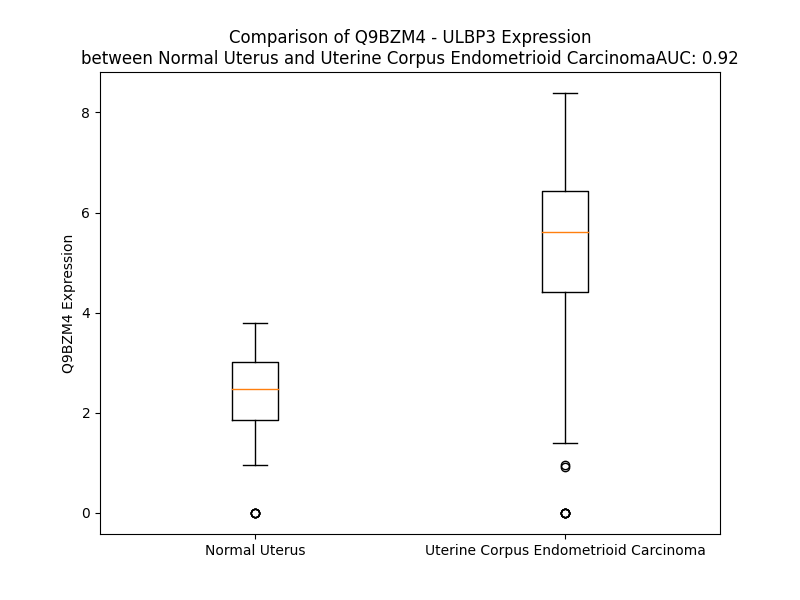 Comparison of Q9BZM4 - ULBP3 Expression
between Normal Uterus and Uterine Corpus Endometrioid CarcinomaAUC: 0.92
8
6
4
2
0
Q9BZM4 Expression
Normal Uterus
Uterine Corpus Endometrioid Carcinoma